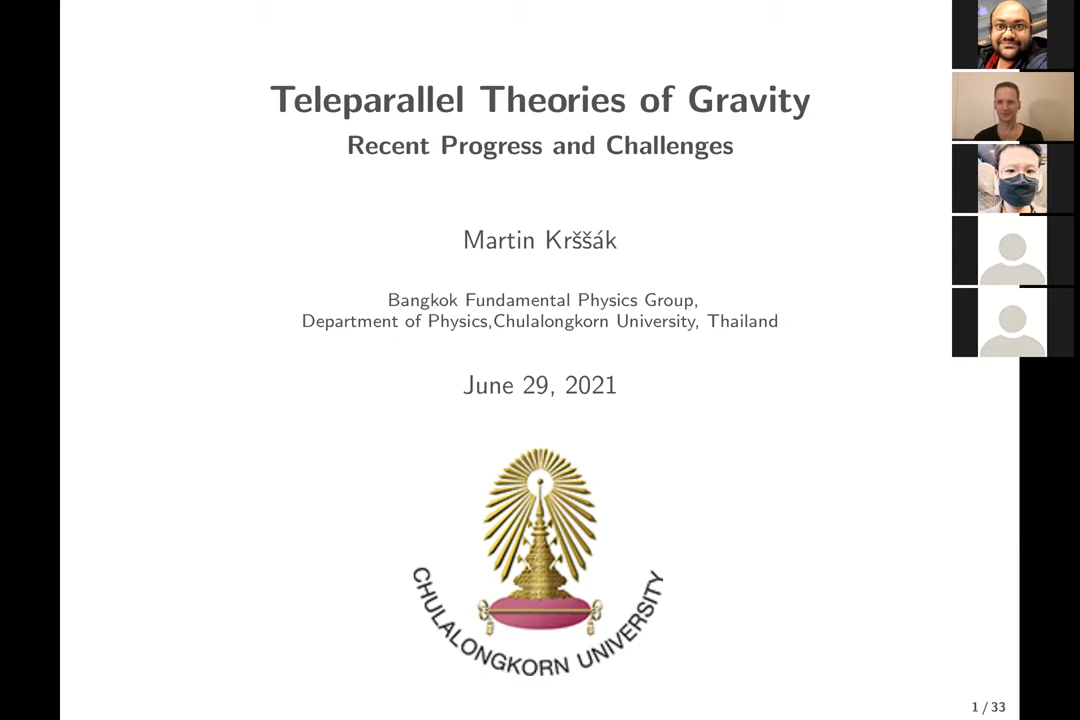 Teleparallel Theories of Gravity
Recent Progress and Challenges
Martin Krššák
Bangkok Fundamental Physics Group,
Department of Physics,Chulalongkorn University, Thailand
June 29, 2021
CHULALONGKORN UNIVERSITY
1 / 33